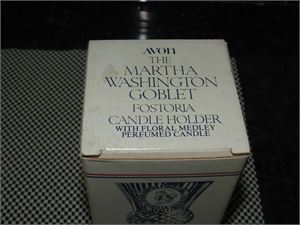 AVON
THE
MARTHA
WASHINGTON
GOBLET
FOSTORIA
CANDLE HOLDER
WITH FLORAL MEDLEY
PERFUMED CANDLE